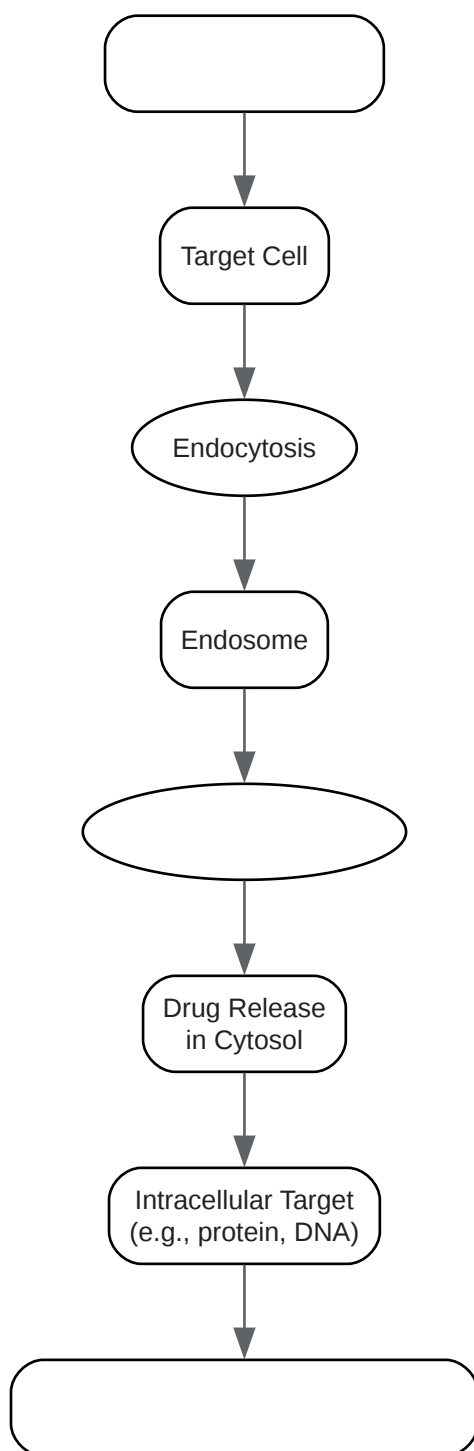 Target Cell
Endocytosis
Endosome
Drug Release
in Cytosol
Intracellular Target
(e.g., protein, DNA)